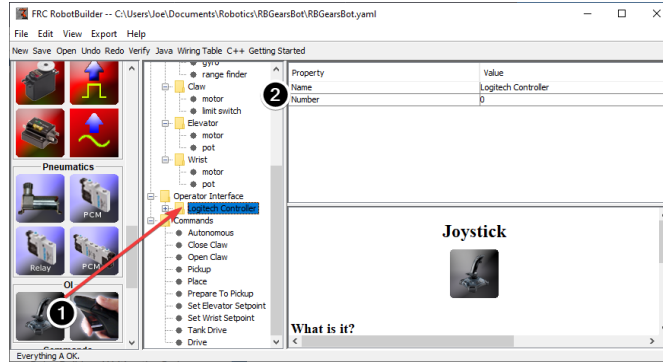 FRC RobotBuilder -- C:\Users\Joe\Documents\Robotics\RBGearsBot\RBGearsBot.yaml
File Edit View Export Help
New Save Open Undo Redo Verify Java Wiring Table C++ Getting Started
Pneumatics
PCM
Relay
PCM
OI
1
Commands
gyro
range finder
Claw
motor
limit switch
Elevator
motor
pot
Wrist
motor
pot
Operator Interface
Logitech Controller
Commands
Autonomous
Close Claw
Open Claw
Pickup
Place
Prepare To Pickup
Set Elevator Setpoint
Set Wrist Setpoint
Tank Drive
Drive
2
Property Value
Name Logitech Controller
Number 0
Joystick
What is it?
Everything A OK.